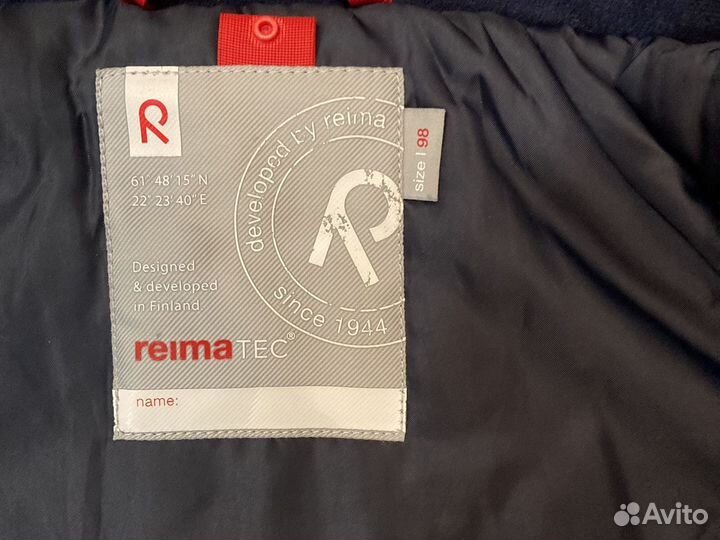 R
developed by reima
since 1944
R
61° 48' 15" N
22° 23' 40" E
Designed
& developed
in Finland
reimaTEC®
name:
size | 98
Avito